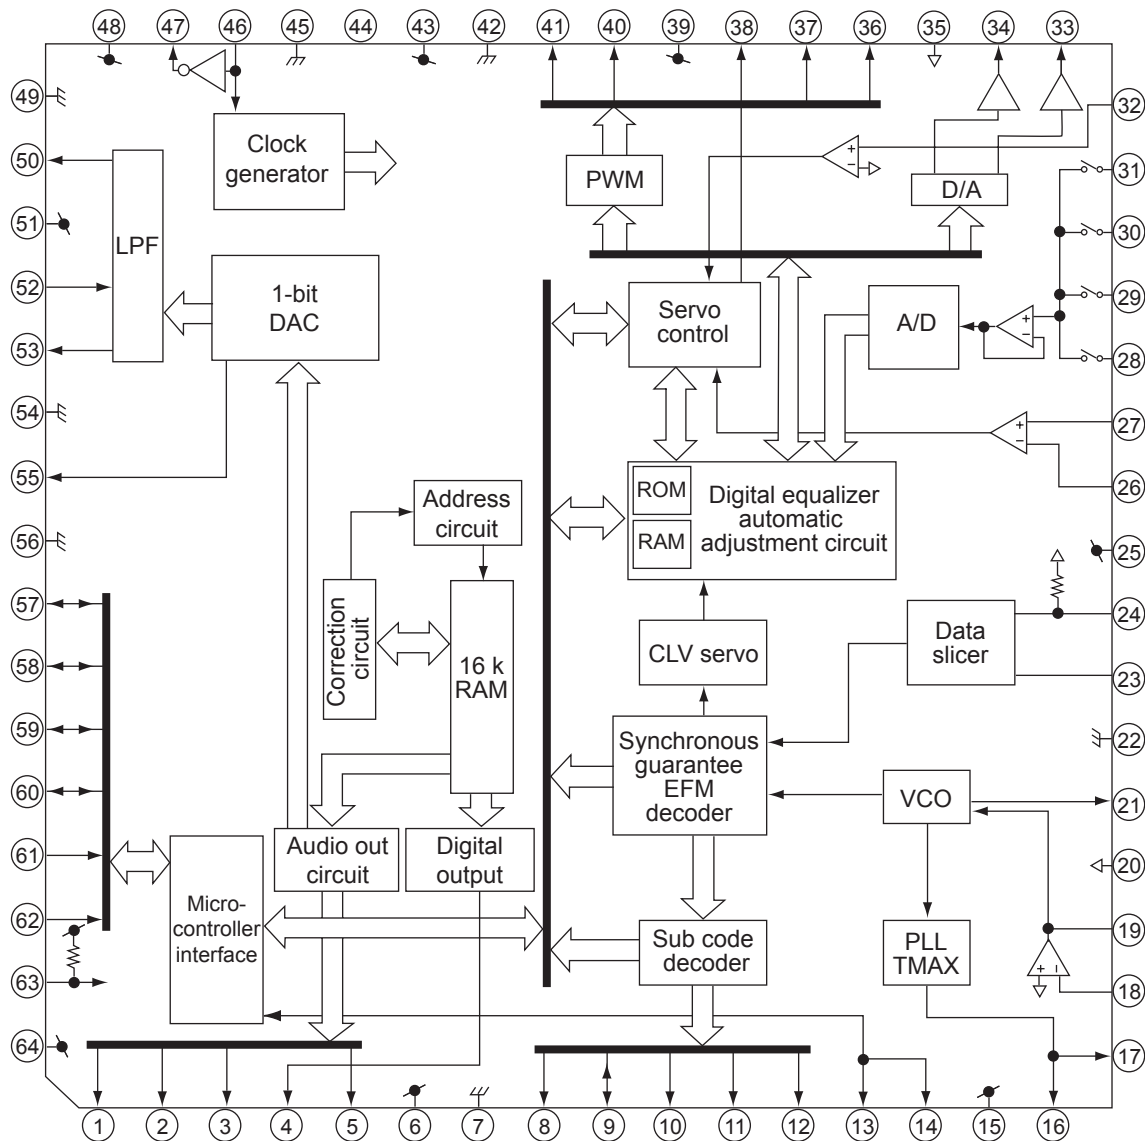 48 47 46 45 44 43 42 41 40 39 38 37 36 35 34 33
49
50
51
52
53
54
55
56
57
58
59
60
61
62
63
64
32
31
30
29
28
27
26
25
24
23
22
21
20
19
18
17
Clock
generator
LPF
1-bit
DAC
PWM
+
−
D/A
Servo
control
A/D
+
−
+
−
ROM
RAM
Digital equalizer
automatic
adjustment circuit
Address
circuit
Correction
circuit
16 k
RAM
CLV servo
Data
slicer
Synchronous
guarantee
EFM
decoder
VCO
Audio out
circuit
Digital
output
Micro-
controller
interface
Sub code
decoder
PLL
TMAX
+ −
1 2 3 4 5 6 7 8 9 10 11 12 13 14 15 16